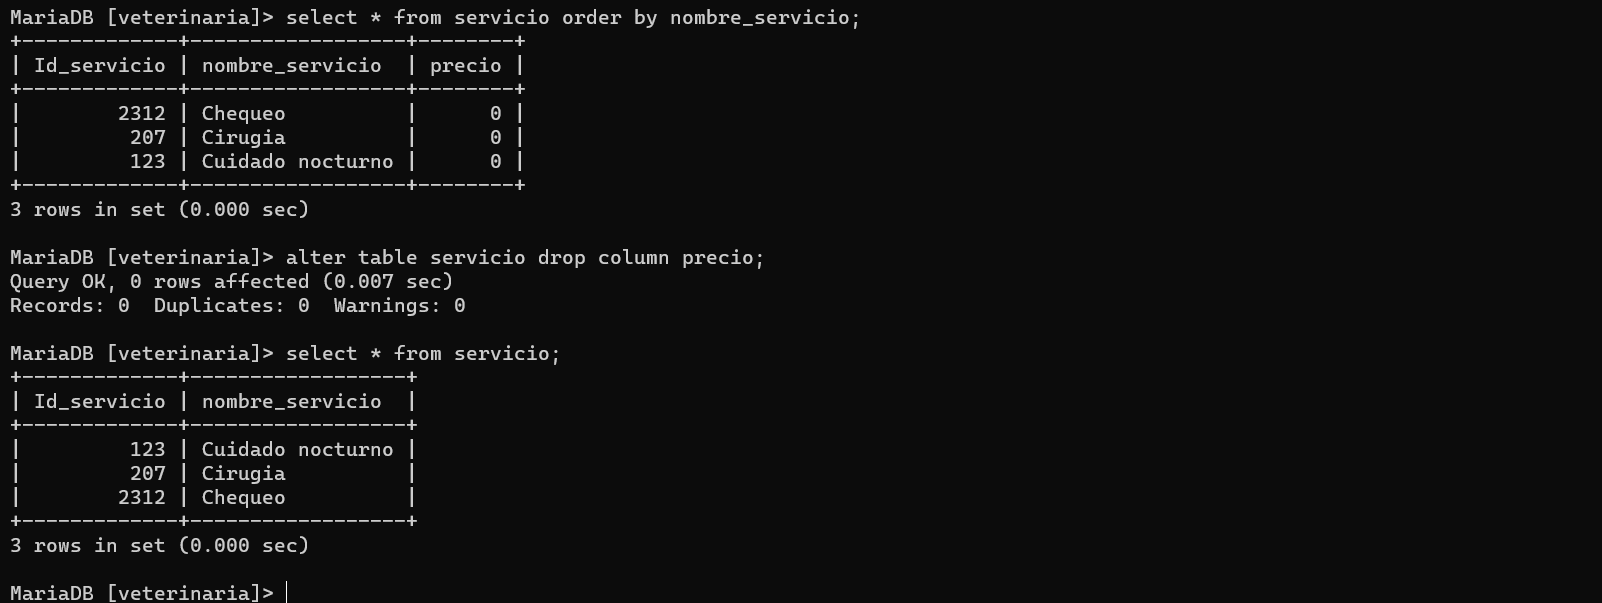 MariaDB [veterinaria]> select * from servicio order by nombre_servicio;
+-------------+------------------+--------+
| Id_servicio | nombre_servicio  | precio |
+-------------+------------------+--------+
|        2312 | Chequeo          |      0 |
|         207 | Cirugia          |      0 |
|         123 | Cuidado nocturno |      0 |
+-------------+------------------+--------+
3 rows in set (0.000 sec)

MariaDB [veterinaria]> alter table servicio drop column precio;
Query OK, 0 rows affected (0.007 sec)
Records: 0  Duplicates: 0  Warnings: 0

MariaDB [veterinaria]> select * from servicio;
+-------------+------------------+
| Id_servicio | nombre_servicio  |
+-------------+------------------+
|         123 | Cuidado nocturno |
|         207 | Cirugia          |
|        2312 | Chequeo          |
+-------------+------------------+
3 rows in set (0.000 sec)

MariaDB [veterinaria]>